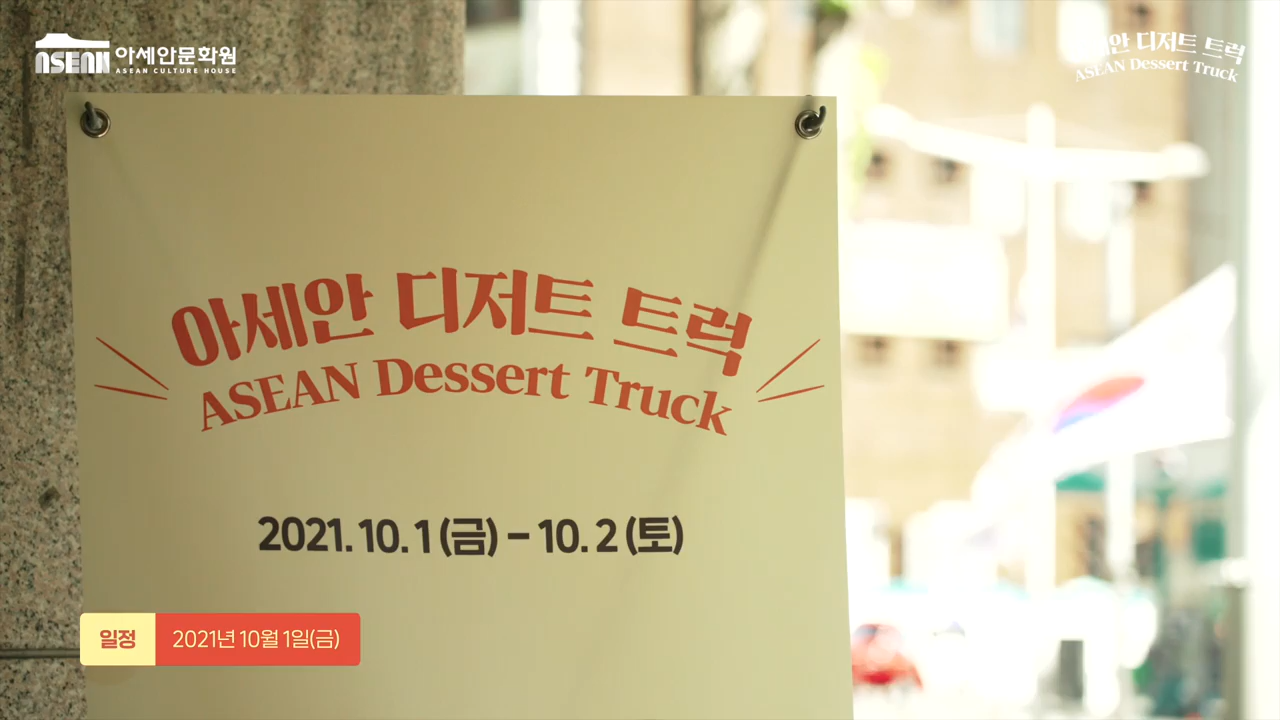 ASEAN 아세안문화원
ASEAN CULTURE HOUSE
아세안 디저트 트럭
ASEAN Dessert Truck
아세안 디저트 트럭
ASEAN Dessert Truck
2021. 10. 1 (금) – 10. 2 (토)
일정 2021년 10월 1일(금)